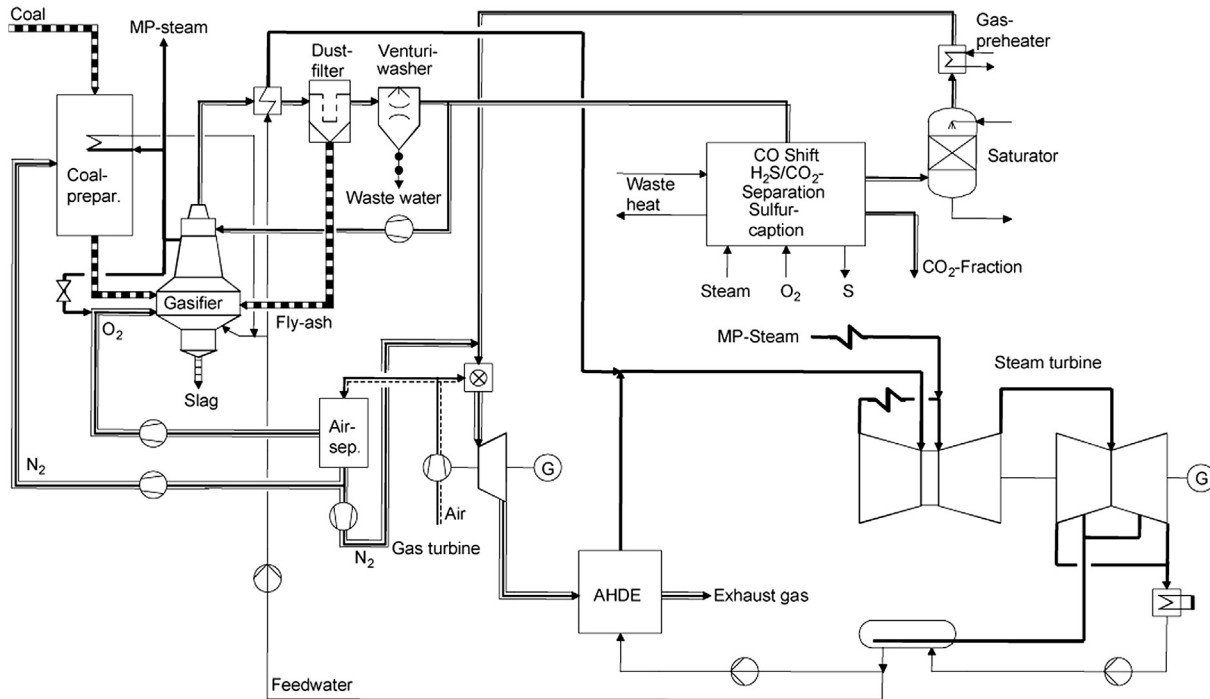 Coal
MP-steam
Dust-
filter
Venturi-
washer
Gas-
preheater
Coal-
prepar.
Waste water
Waste
heat
CO Shift
H₂S/CO₂-
Separation
Sulfur-
caption
Saturator
Gasifier
O₂
Fly-ash
Steam
O₂
S
CO₂-Fraction
Slag
MP-Steam
Steam turbine
Air-
sep.
N₂
G
G
Air
N₂
Gas turbine
AHDE
Exhaust gas
Feedwater